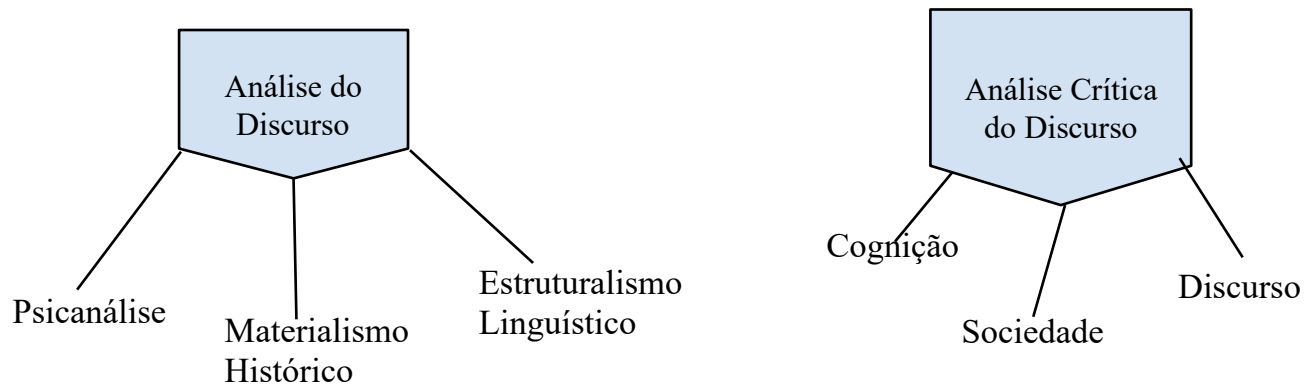 Análise do
Discurso
Psicanálise
Materialismo
Histórico
Estruturalismo
Linguístico
Análise Crítica
do Discurso
Cognição
Sociedade
Discurso